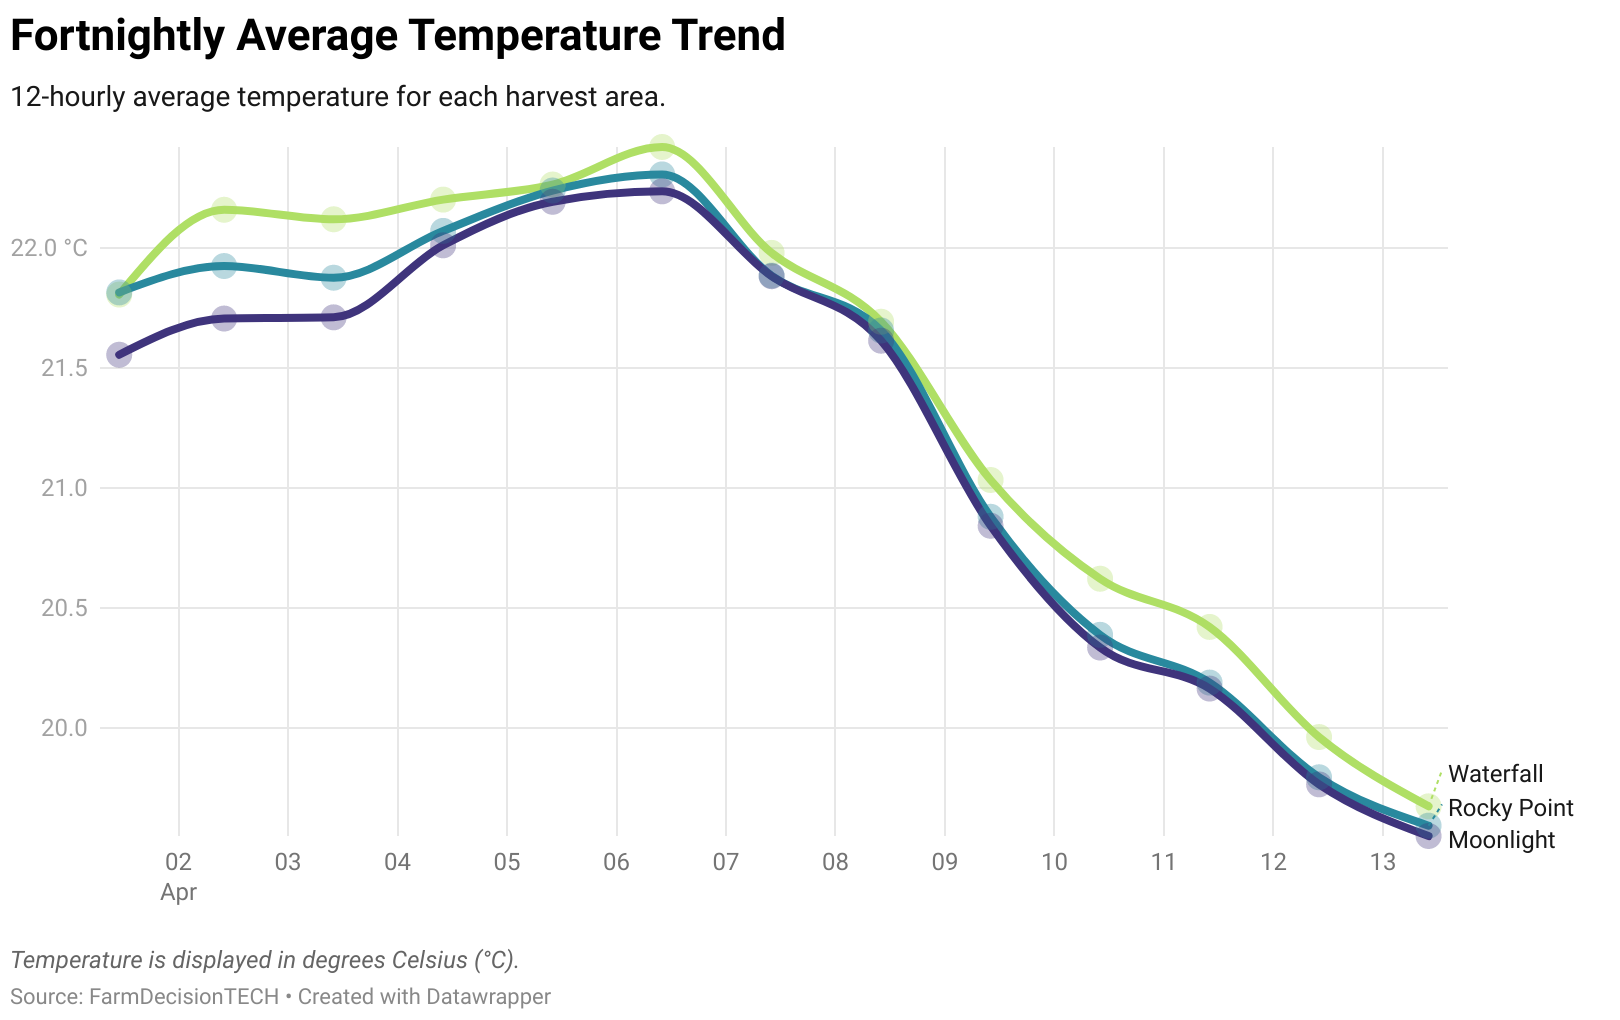 Fortnightly Average Temperature Trend
12-hourly average temperature for each harvest area.
22.0 °C
21.5
21.0
20.5
20.0
Waterfall
Rocky Point
Moonlight
02 03 04 05 06 07 08 09 10 11 12 13
Apr
Temperature is displayed in degrees Celsius (°C).
Source: FarmDecisionTECH • Created with Datawrapper